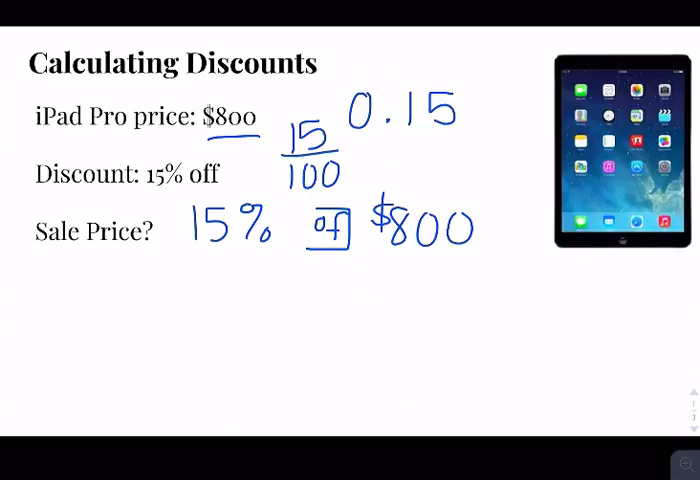 Calculating Discounts
iPad Pro price: $800
0.15
15
100
Discount: 15% off
Sale Price? 15% of $800